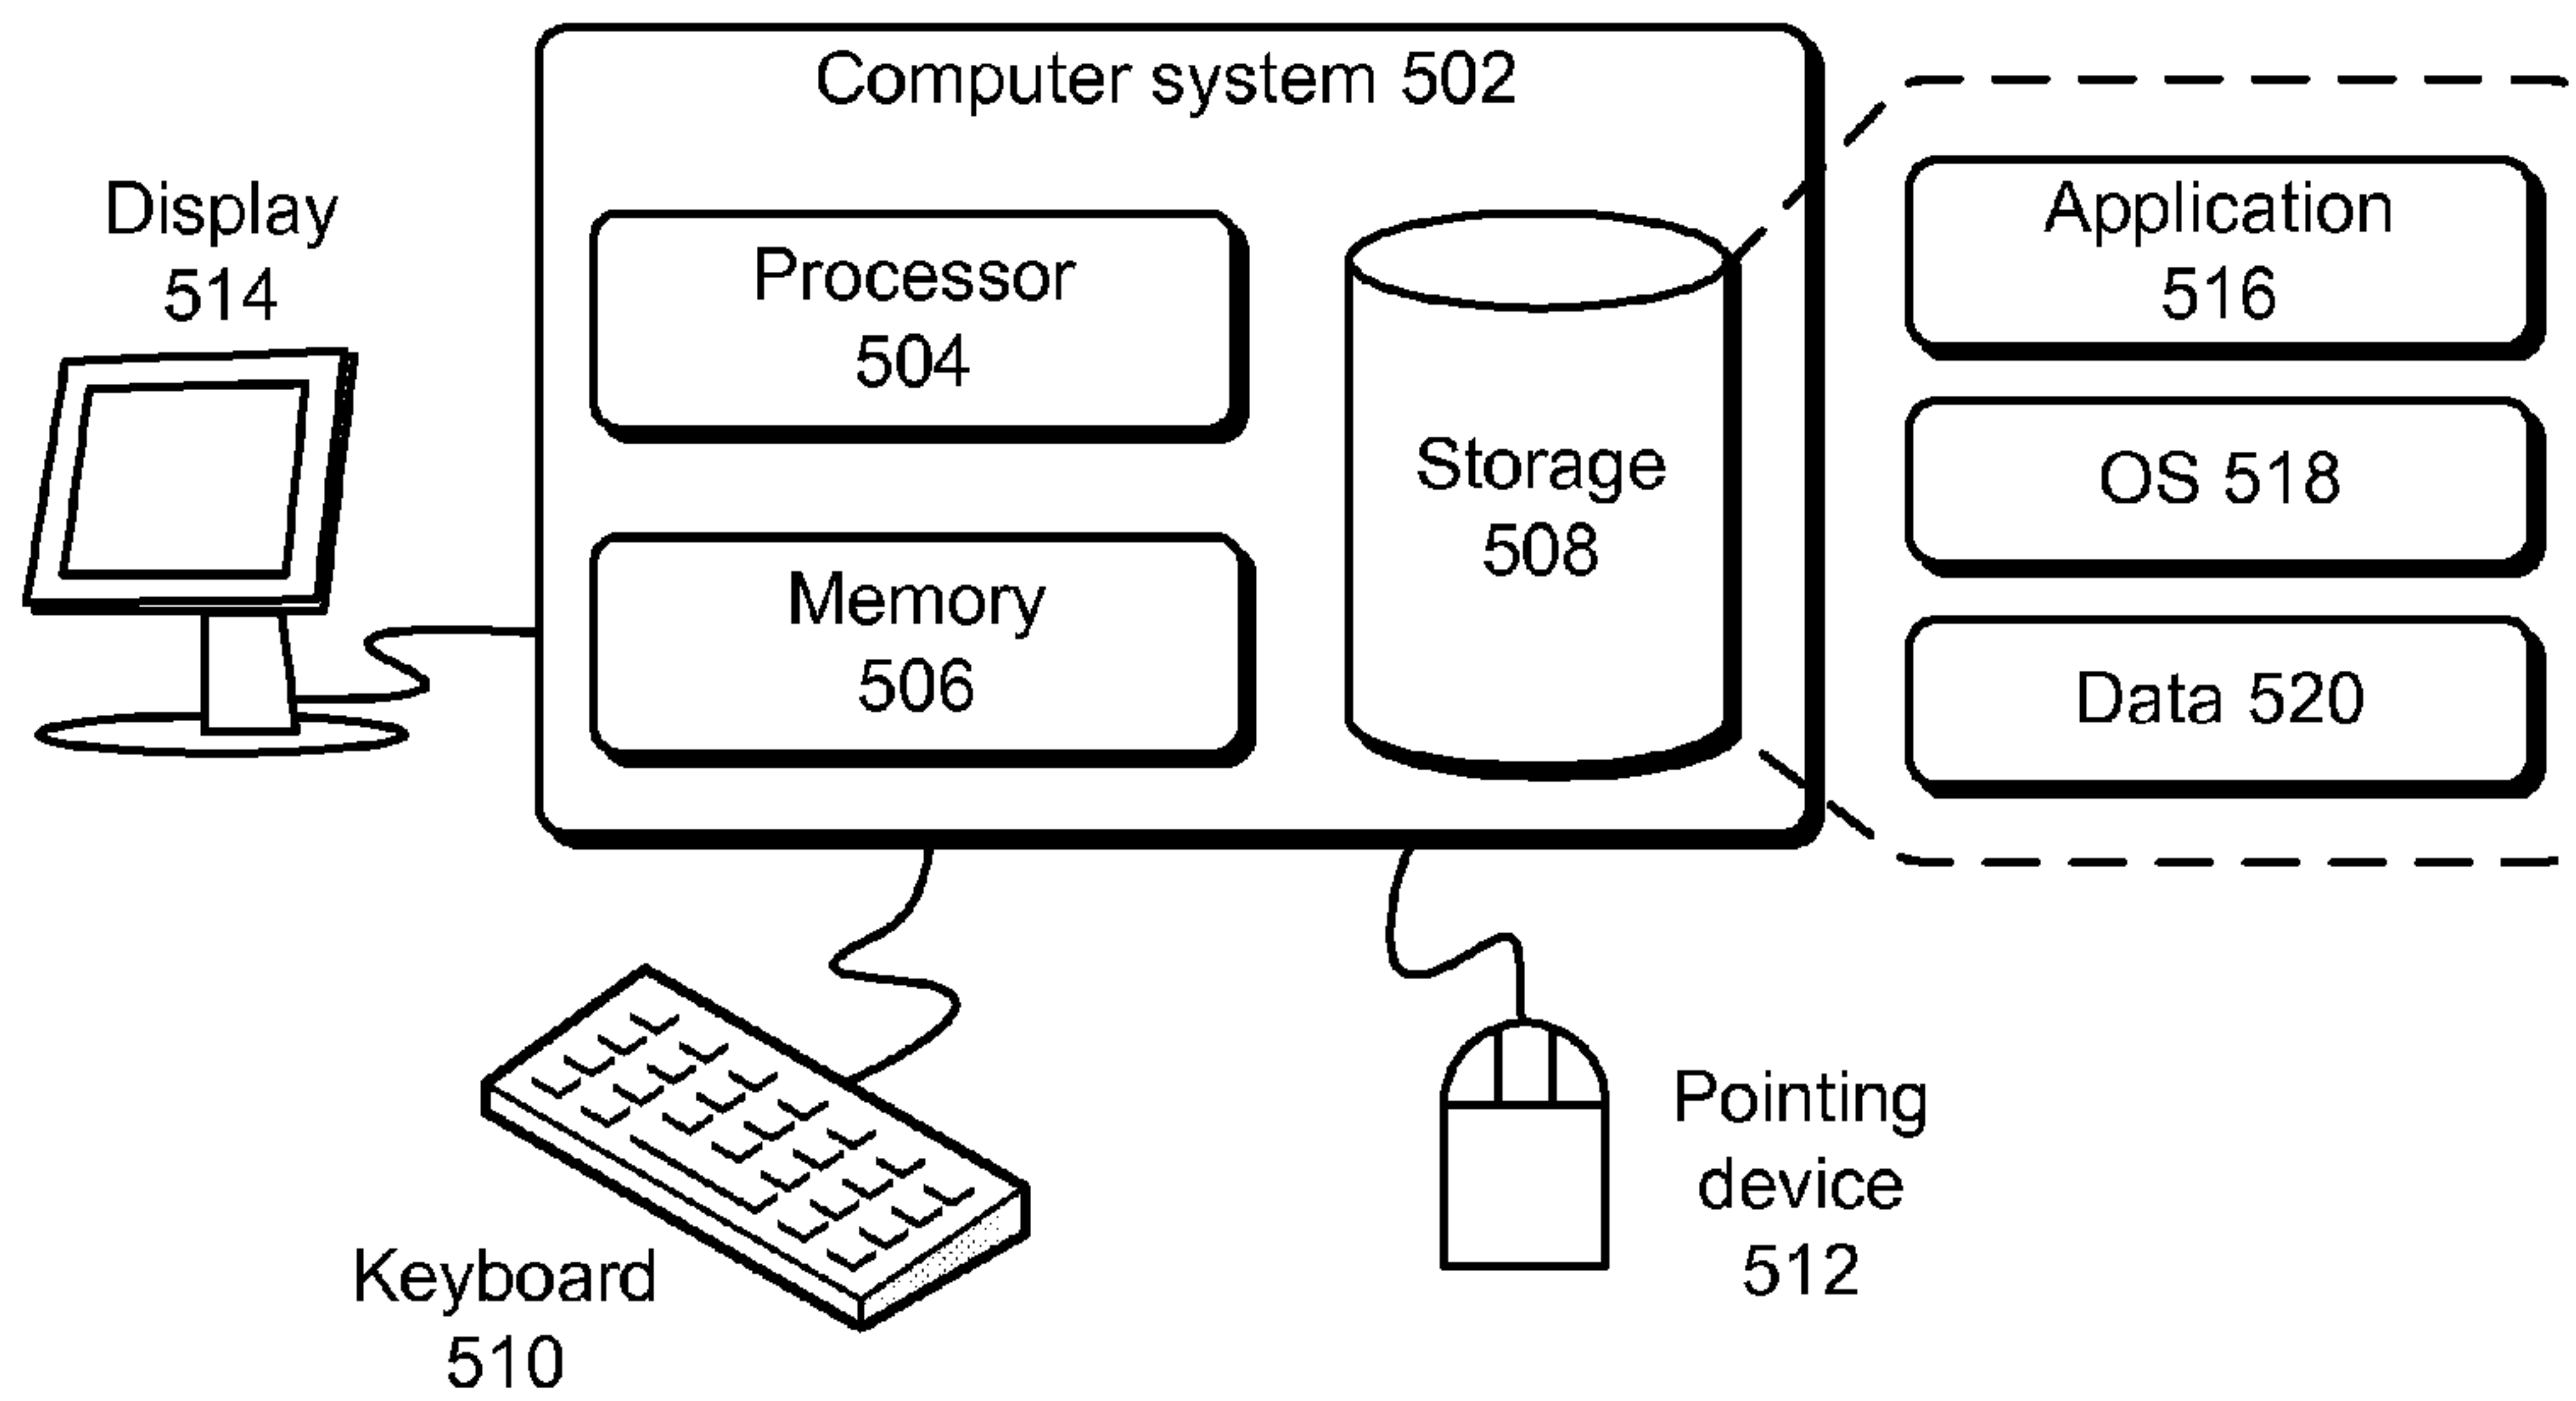 Computer system 502
Display
514
Processor
504
Memory
506
Storage
508
Application
516
OS 518
Data 520
Keyboard
510
Pointing
device
512